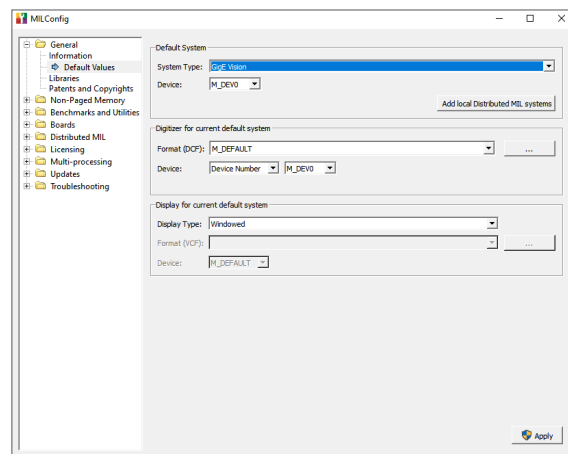 MILConfig
General
Information
Default Values
Libraries
Patents and Copyrights
Non-Paged Memory
Benchmarks and Utilities
Boards
Distributed MIL
Licensing
Multi-processing
Updates
Troubleshooting
Default System
System Type: GigE Vision
Device: M_DEV0
Add local Distributed MIL systems
Digitizer for current default system
Format (DCF): M_DEFAULT ...
Device: Device Number M_DEV0
Display for current default system
Display Type: Windowed
Format (VCF): ...
Device: M_DEFAULT
Apply